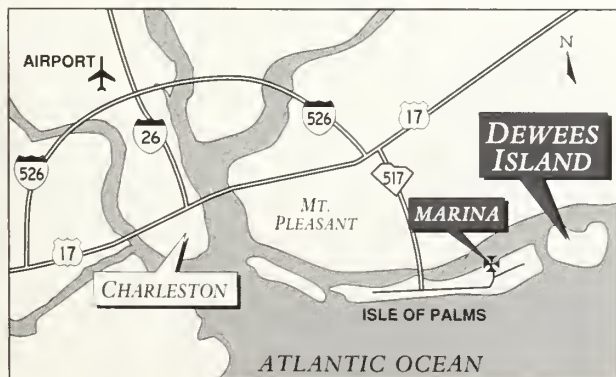 AIRPORT
N
526
26
526
17
DEWEES
ISLAND
517
MT.
PLEASANT
MARINA
526
17
CHARLESTON
ISLE OF PALMS
ATLANTIC OCEAN